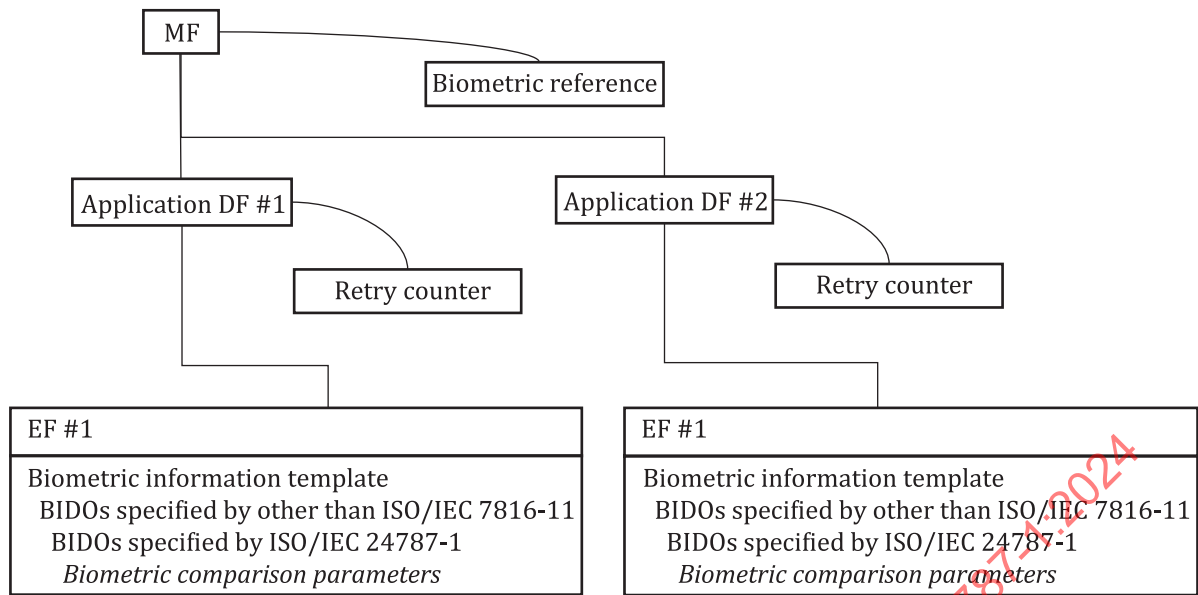 MF
Biometric reference
Application DF #1
Application DF #2
Retry counter
Retry counter
EF #1
Biometric information template
BIDOs specified by other than ISO/IEC 7816-11
BIDOs specified by ISO/IEC 24787-1
Biometric comparison parameters
EF #1
Biometric information template
BIDOs specified by other than ISO/IEC 7816-11
BIDOs specified by ISO/IEC 24787-1
Biometric comparison parameters
787-1:2024